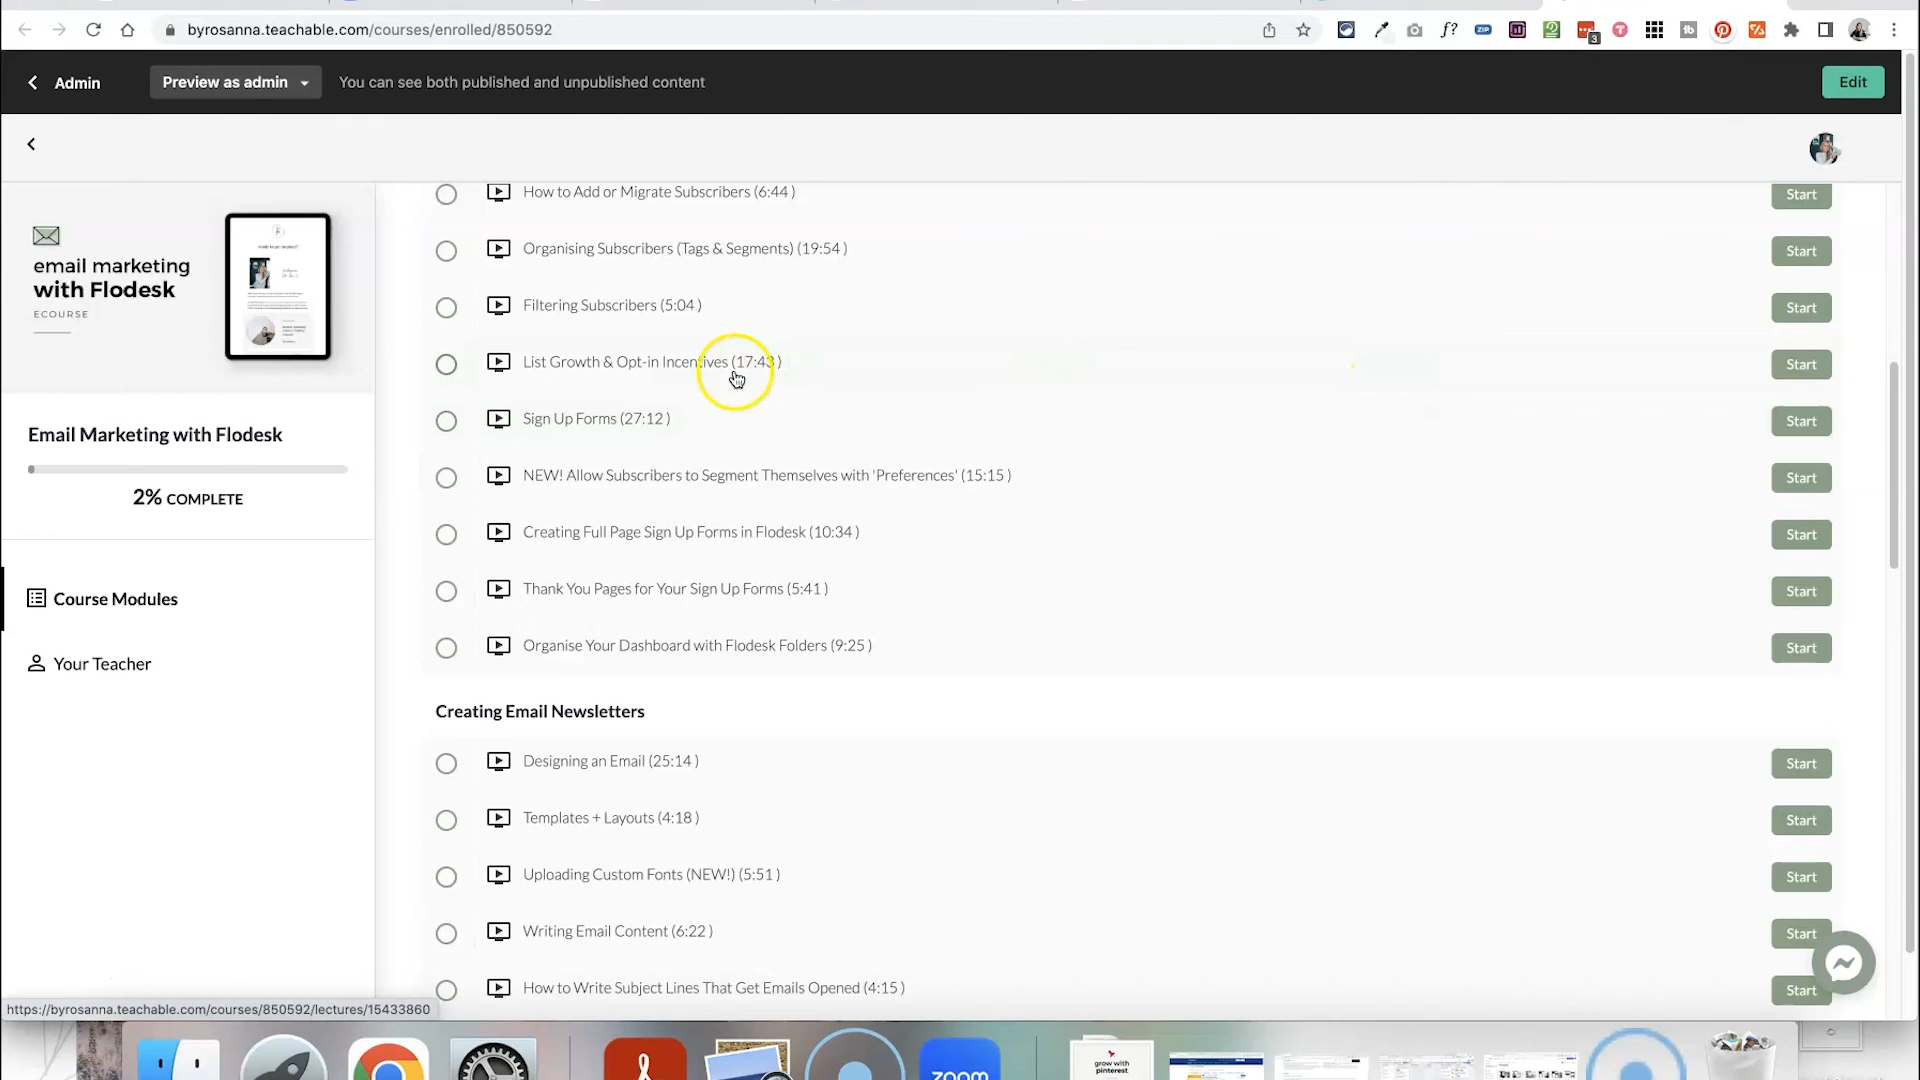 byrosanna.teachable.com/courses/enrolled/850592
f?
ZIP
3
Admin
Preview as admin
You can see both published and unpublished content
Edit
email marketing
with Flodesk
ECOURSE
Email Marketing with Flodesk
2% COMPLETE
Course Modules
Your Teacher
How to Add or Migrate Subscribers (6:44 )
Start
Organising Subscribers (Tags & Segments) (19:54 )
Start
Filtering Subscribers (5:04 )
Start
List Growth & Opt-in Incentives (17:43 )
Start
Sign Up Forms (27:12 )
Start
NEW! Allow Subscribers to Segment Themselves with 'Preferences' (15:15 )
Start
Creating Full Page Sign Up Forms in Flodesk (10:34 )
Start
Thank You Pages for Your Sign Up Forms (5:41 )
Start
Organise Your Dashboard with Flodesk Folders (9:25 )
Start
Creating Email Newsletters
Designing an Email (25:14 )
Start
Templates + Layouts (4:18 )
Start
Uploading Custom Fonts (NEW!) (5:51 )
Start
Writing Email Content (6:22 )
Start
How to Write Subject Lines That Get Emails Opened (4:15 )
Start
https://byrosanna.teachable.com/courses/850592/lectures/15433860
zoom
grow with
pinterest